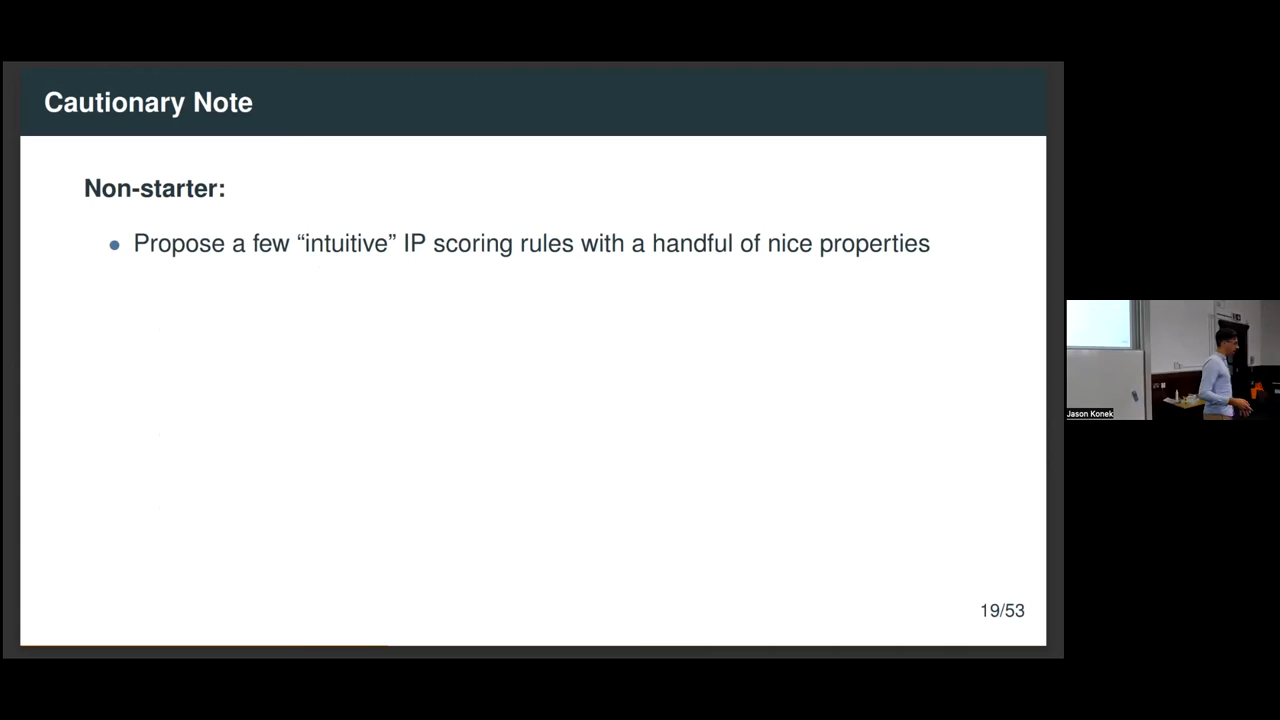 Cautionary Note
Non-starter:
• Propose a few “intuitive” IP scoring rules with a handful of nice properties
19/53
Jason Konek